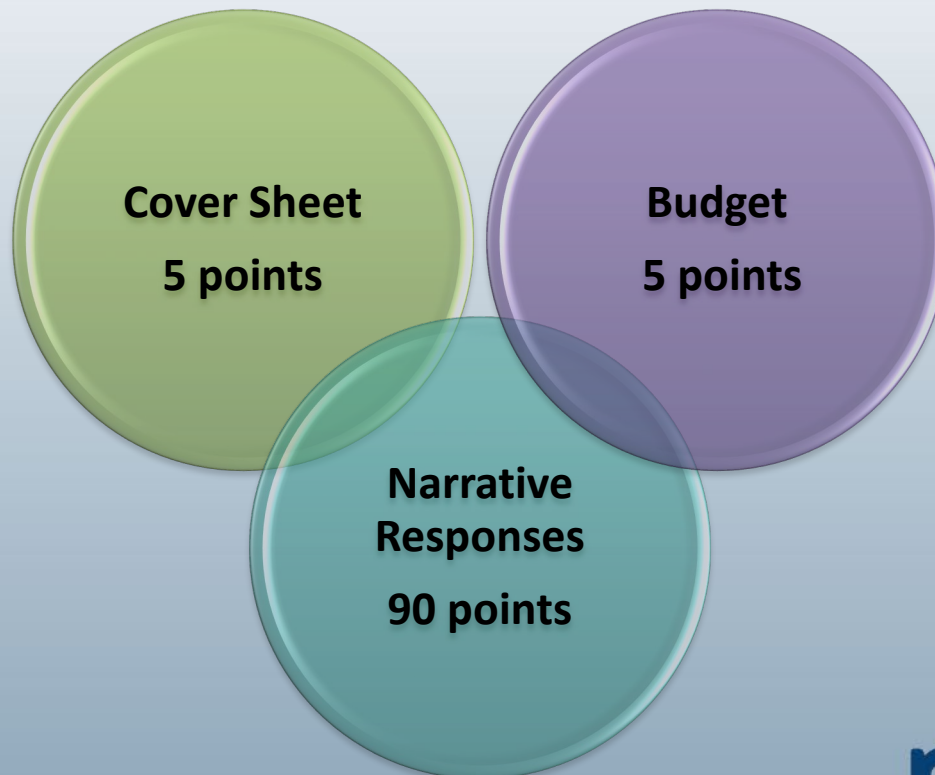 Cover Sheet
5 points
Budget
5 points
Narrative
Responses
90 points